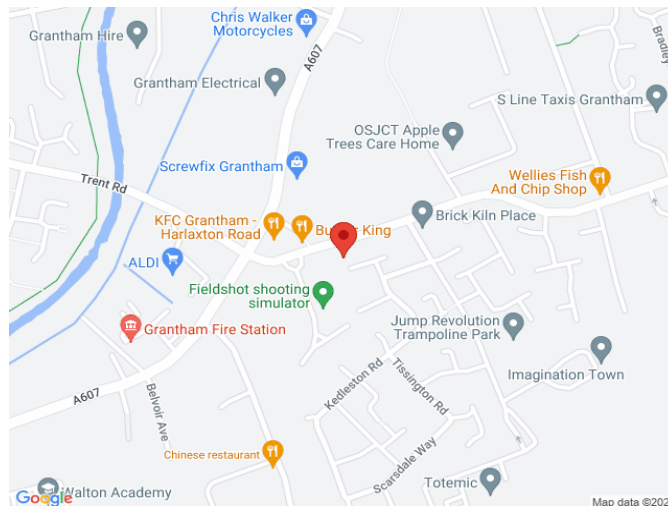 Chris Walker
Motorcycles
Grantham Hire
A607
Bradley
Grantham Electrical
S Line Taxis Grantham
OSJCT Apple
Trees Care Home
Screwfix Grantham
Wellies Fish
And Chip Shop
Trent Rd
KFC Grantham -
Harlaxton Road
Brick Kiln Place
King
ALDI
Fieldshot shooting
simulator
Grantham Fire Station
Jump Revolution
Trampoline Park
Imagination Town
Kedleston Rd
Tissington Rd
A607
Belvoir Ave
Chinese restaurant
Scarsdale Way
Walton Academy
Totemic
Google
Map data ©202